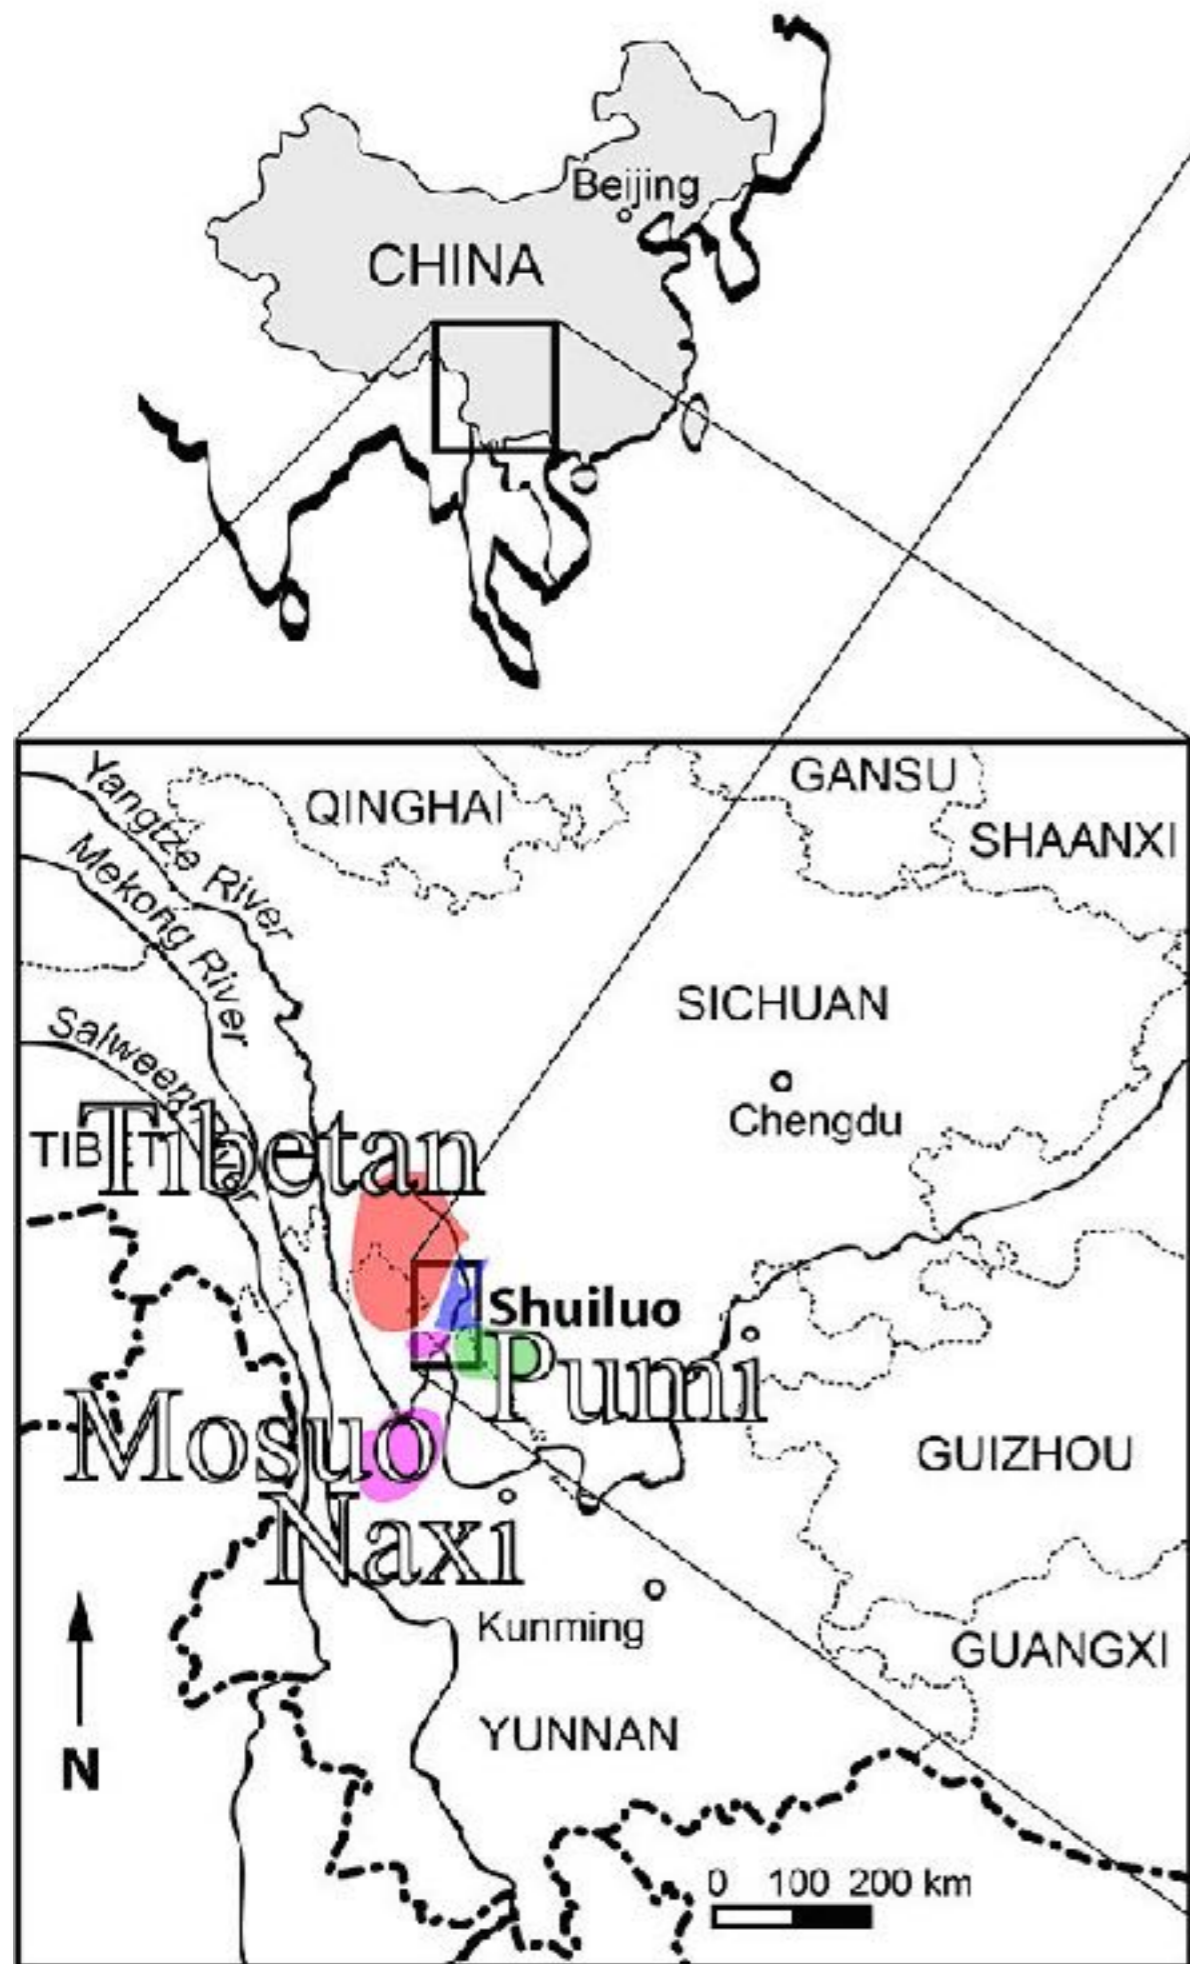 Beijing
CHINA
Yangtze River
QINGHAI
GANSU
SHAANXI
Mekong River
SICHUAN
Salween
Chengdu
TIBET
Tibetan
Shuiluo
Pumi
Mosuo
GUIZHOU
Naxi
Kunming
GUANGXI
YUNNAN
N
0 100 200 km